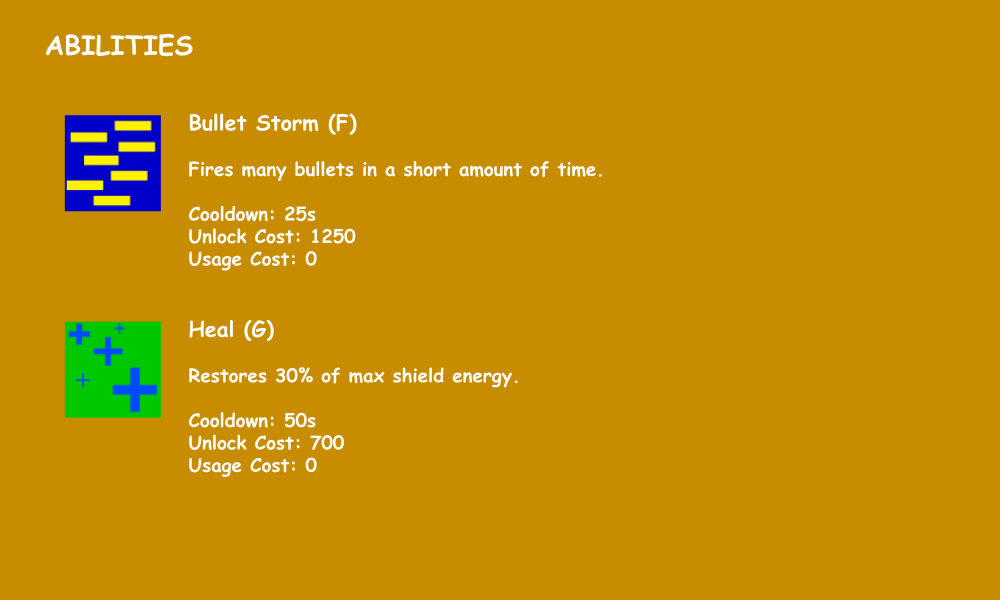 ABILITIES
Bullet Storm (F)
Fires many bullets in a short amount of time.
Cooldown: 25s
Unlock Cost: 1250
Usage Cost: 0
Heal (G)
Restores 30% of max shield energy.
Cooldown: 50s
Unlock Cost: 700
Usage Cost: 0